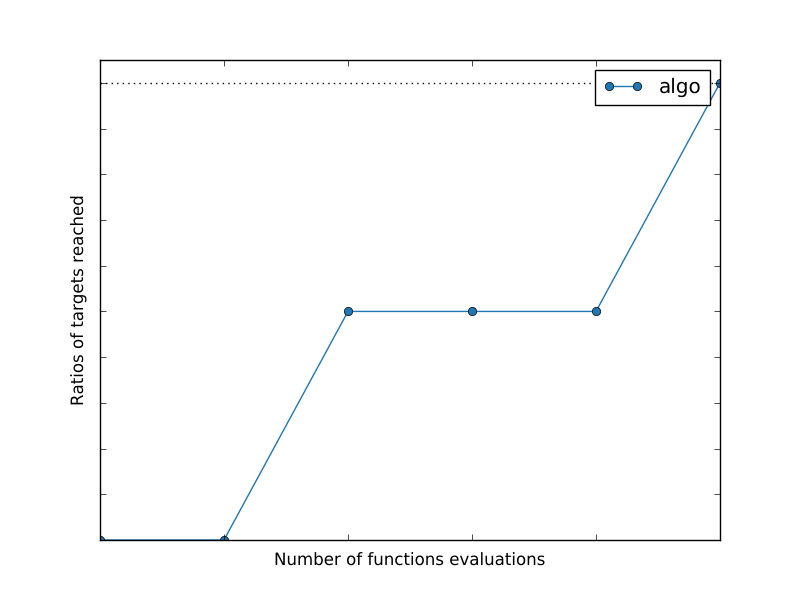 algo
Ratios of targets reached
Number of functions evaluations